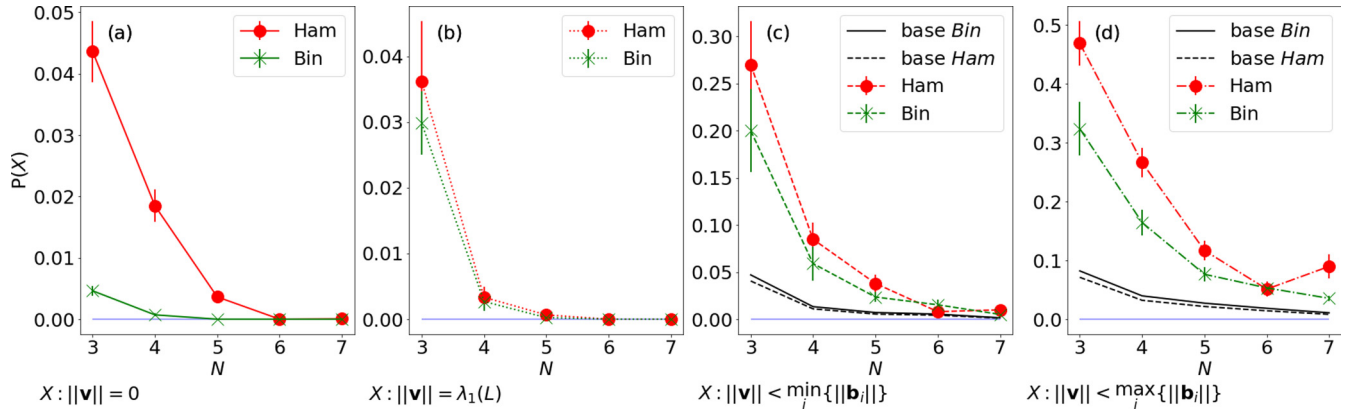 (a)
Ham
Bin
0.05
0.04
0.03
0.02
0.01
0.00
P(X)
3 4 5 6 7
N
X : ||v|| = 0
(b)
Ham
Bin
0.04
0.03
0.02
0.01
0.00
3 4 5 6 7
N
X : ||v|| = λ₁(L)
(c)
base Bin
base Ham
Ham
Bin
0.30
0.25
0.20
0.15
0.10
0.05
0.00
3 4 5 6 7
N
X : ||v|| < min_i{||b_i||}
(d)
base Bin
base Ham
Ham
Bin
0.5
0.4
0.3
0.2
0.1
0.0
3 4 5 6 7
N
X : ||v|| < max_i{||b_i||}